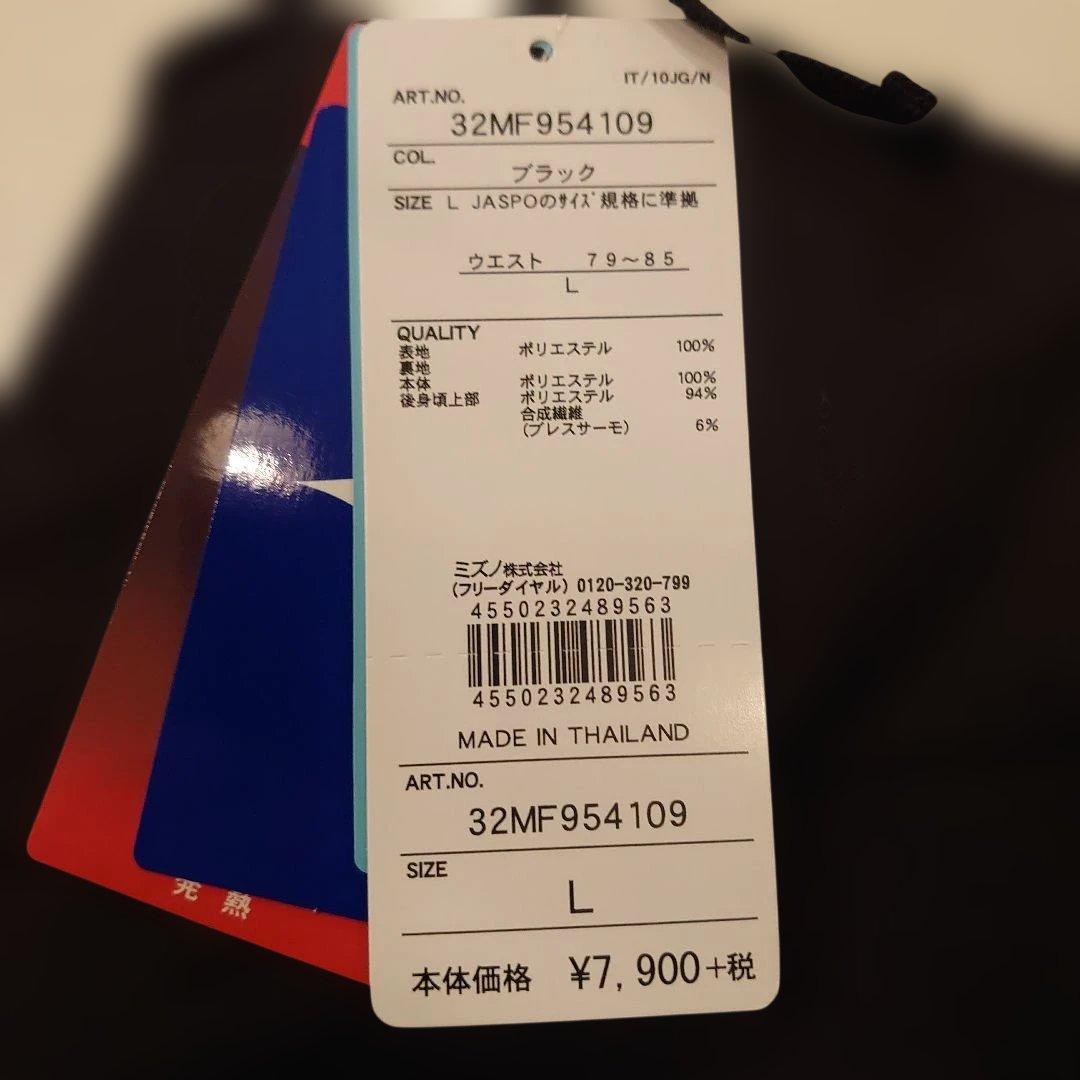 IT/10JG/N
ART.NO.
32MF954109
COL.
ブラック
SIZE L JASPOのｻｲｽﾞ規格に準拠
ウエスト 79〜85
L
QUALITY
表地 ポリエステル 100%
裏地
本体 ポリエステル 100%
後身頃上部 ポリエステル 94%
合成繊維
(ブレスサーモ) 6%
ミズノ株式会社
(フリーダイヤル) 0120-320-799
4550232489563
4550232489563
MADE IN THAILAND
ART.NO.
32MF954109
SIZE
L
本体価格 ¥7,900+税
発熱